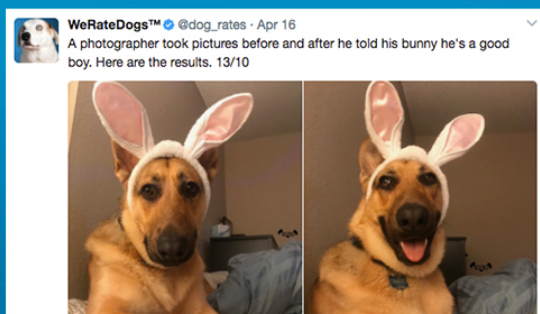 WeRateDogs™ @dog_rates · Apr 16
A photographer took pictures before and after he told his bunny he's a good
boy. Here are the results. 13/10